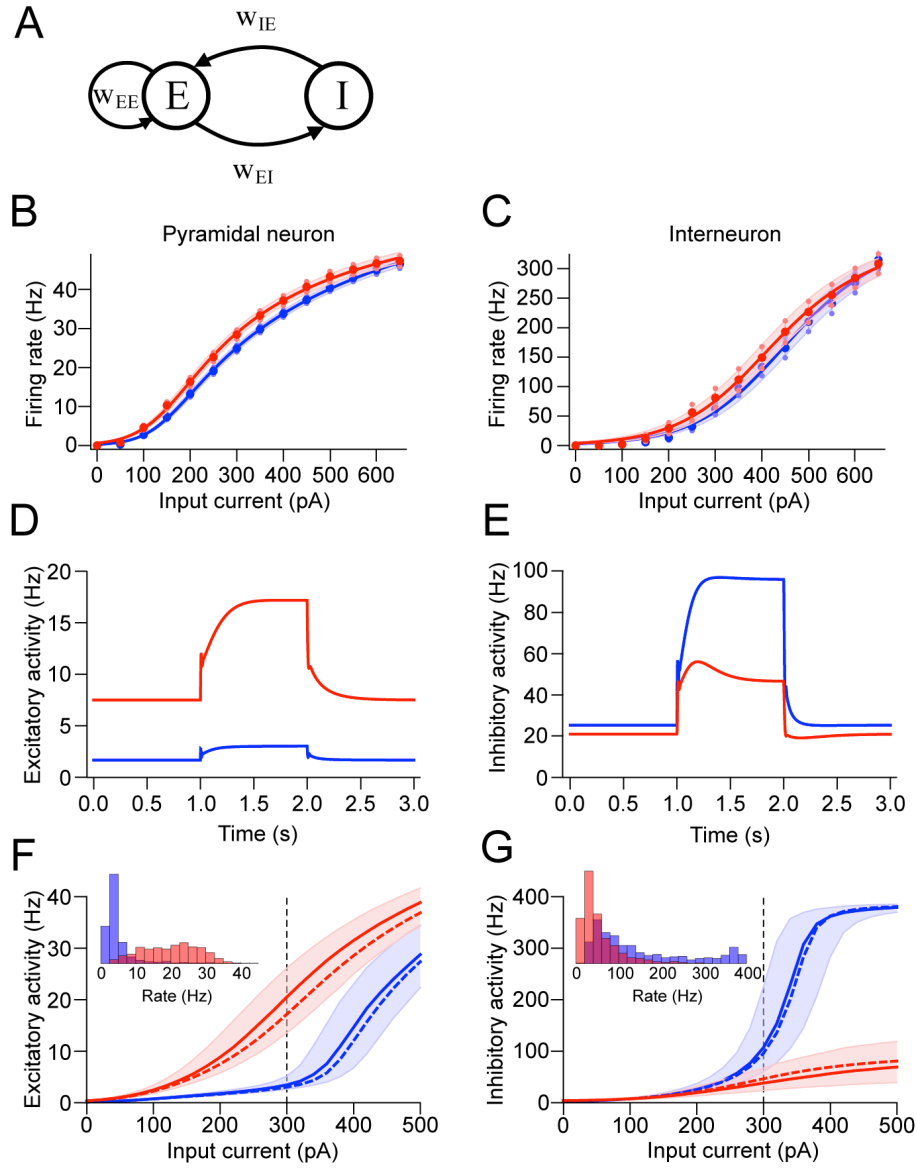 A
w_IE
w_EE
E
I
w_EI
B
C
Pyramidal neuron
Interneuron
Firing rate (Hz)
40
30
20
10
0
0 100 200 300 400 500 600
Input current (pA)
Firing rate (Hz)
300
250
200
150
100
50
0
0 100 200 300 400 500 600
Input current (pA)
D
E
Excitatory activity (Hz)
20
15
10
5
0
0.0 0.5 1.0 1.5 2.0 2.5 3.0
Time (s)
Inhibitory activity (Hz)
100
80
60
40
20
0
0.0 0.5 1.0 1.5 2.0 2.5 3.0
Time (s)
F
G
Excitatory activity (Hz)
40
30
20
10
0
0 10 20 30 40
Rate (Hz)
0 100 200 300 400 500
Input current (pA)
Inhibitory activity (Hz)
400
300
200
100
0
0 100 200 300 400
Rate (Hz)
0 100 200 300 400 500
Input current (pA)